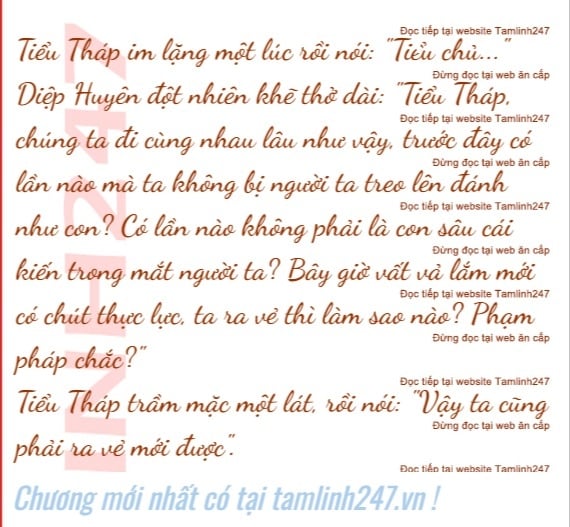 Đọc tiếp tại website Tamlinh247
Tiểu Tháp im lặng một lúc rồi nói: "Tiểu chủ..."
Đừng đọc tại web ăn cắp
Diệp Huyên đột nhiên khẽ thở dài: "Tiểu Tháp,
Đọc tiếp tại website Tamlinh247
chúng ta đi cùng nhau lâu như vậy, trước đây có
Đừng đọc tại web ăn cắp
lần nào mà ta không bị người ta treo lên đánh
Đọc tiếp tại website Tamlinh247
như con? Có lần nào không phải là con sâu cái
Đừng đọc tại web ăn cắp
kiến trong mắt người ta? Bây giờ vất vả lắm mới
Đọc tiếp tại website Tamlinh247
có chút thực lực, ta ra vẻ thì làm sao nào? Phạm
Đừng đọc tại web ăn cắp
pháp chắc?"
Đọc tiếp tại website Tamlinh247
Tiểu Tháp trầm mặc một lát, rồi nói: "Vậy ta cũng
Đừng đọc tại web ăn cắp
phải ra vẻ mới được".
Đọc tiếp tại website Tamlinh247
INH247
Chương mới nhất có tại tamlinh247.vn !